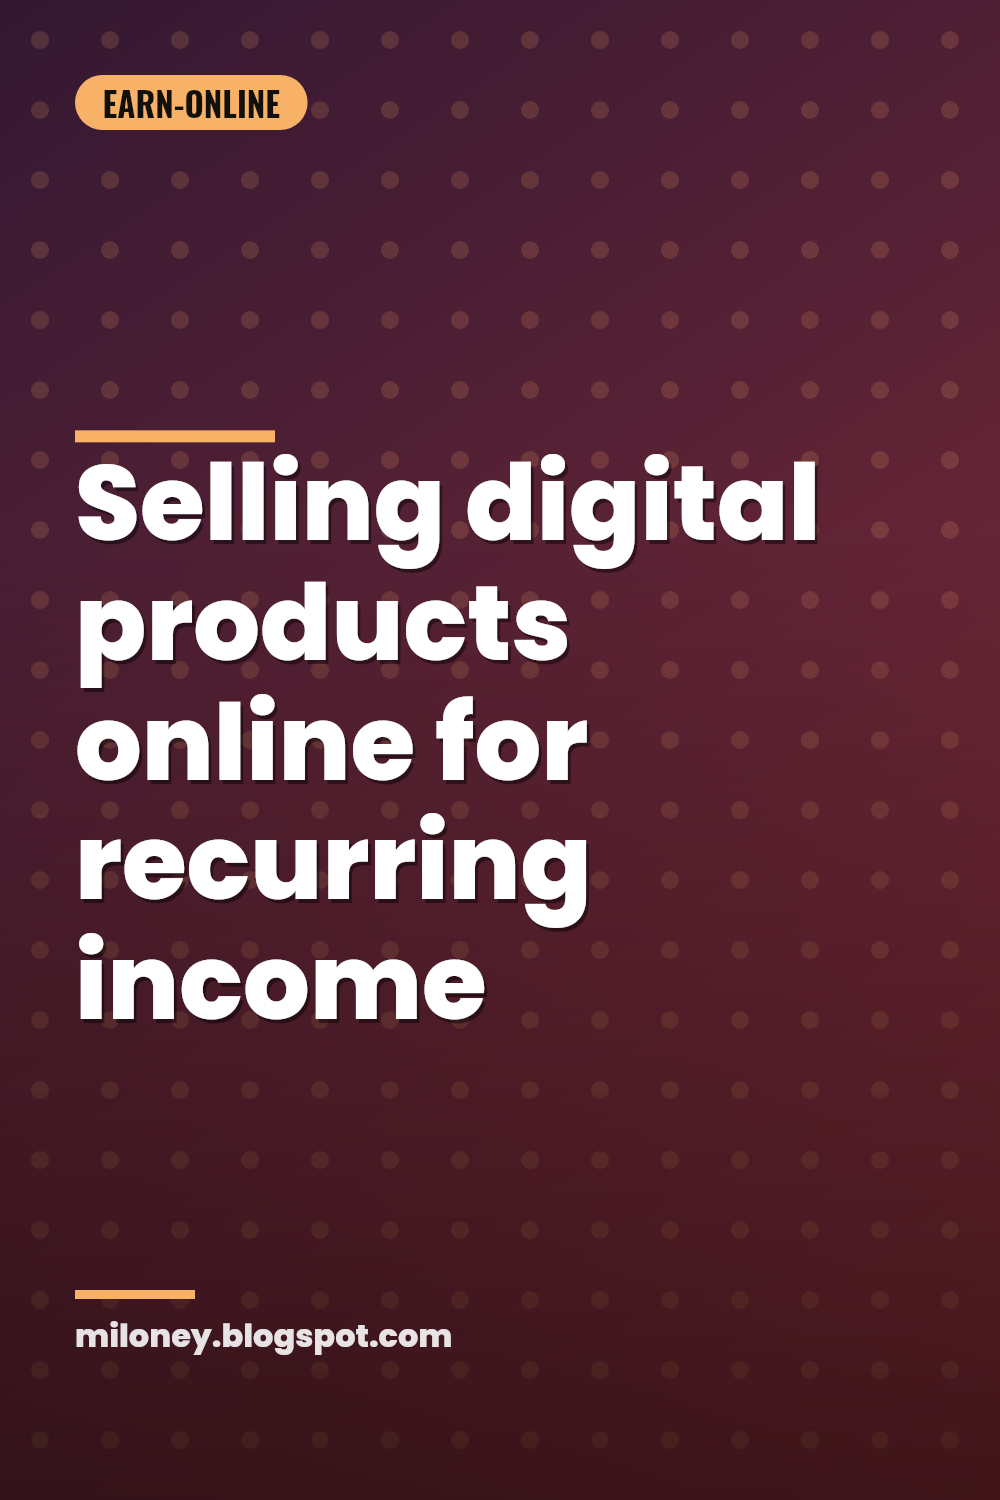 EARN-ONLINE
Selling digital
products
online for
recurring
income
miloney.blogspot.com